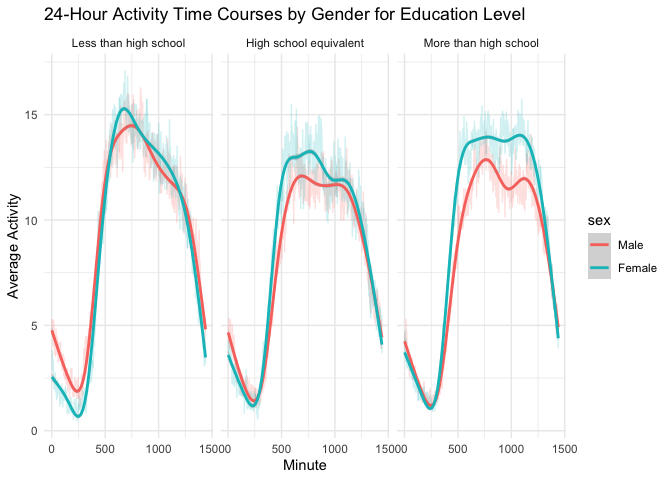 24-Hour Activity Time Courses by Gender for Education Level
Less than high school
High school equivalent
More than high school
Average Activity
15
10
5
0
0 500 1000 1500
0 500 1000 1500
0 500 1000 1500
Minute
sex
Male
Female